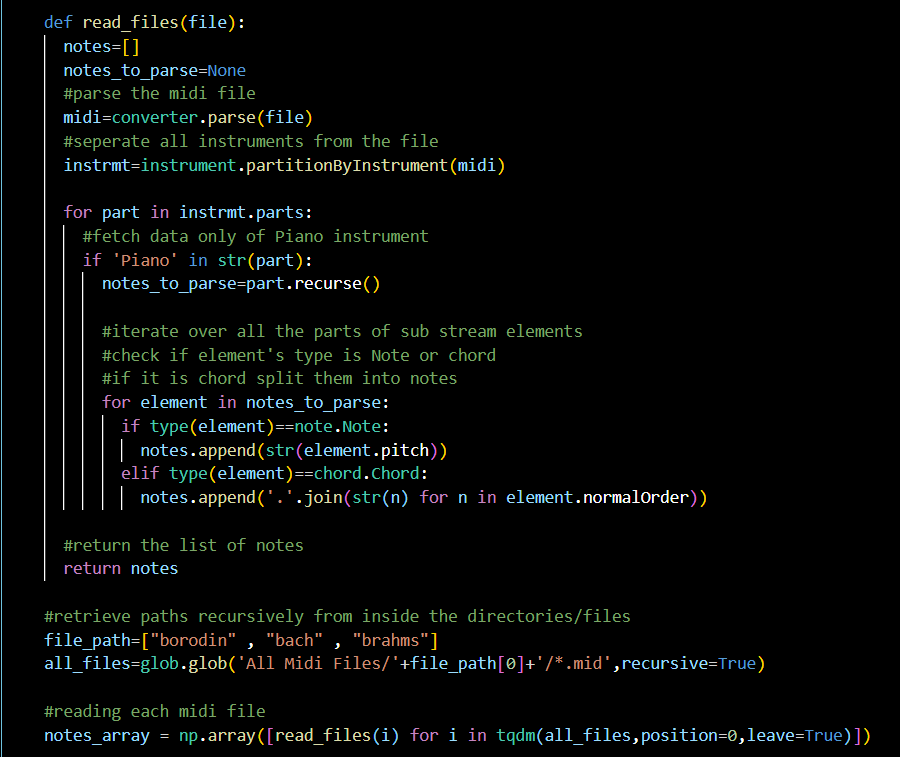 def read_files(file):
  notes=[]
  notes_to_parse=None
  #parse the midi file
  midi=converter.parse(file)
  #seperate all instruments from the file
  instrmt=instrument.partitionByInstrument(midi)
  for part in instrmt.parts:
    #fetch data only of Piano instrument
    if 'Piano' in str(part):
      notes_to_parse=part.recurse()
      #iterate over all the parts of sub stream elements
      #check if element's type is Note or chord
      #if it is chord split them into notes
      for element in notes_to_parse:
        if type(element)==note.Note:
          notes.append(str(element.pitch))
        elif type(element)==chord.Chord:
          notes.append('.'.join(str(n) for n in element.normalOrder))
  #return the list of notes
  return notes
#retrieve paths recursively from inside the directories/files
file_path=["borodin" , "bach" , "brahms"]
all_files=glob.glob('All Midi Files/'+file_path[0]+'/*.mid',recursive=True)
#reading each midi file
notes_array = np.array([read_files(i) for i in tqdm(all_files,position=0,leave=True)])